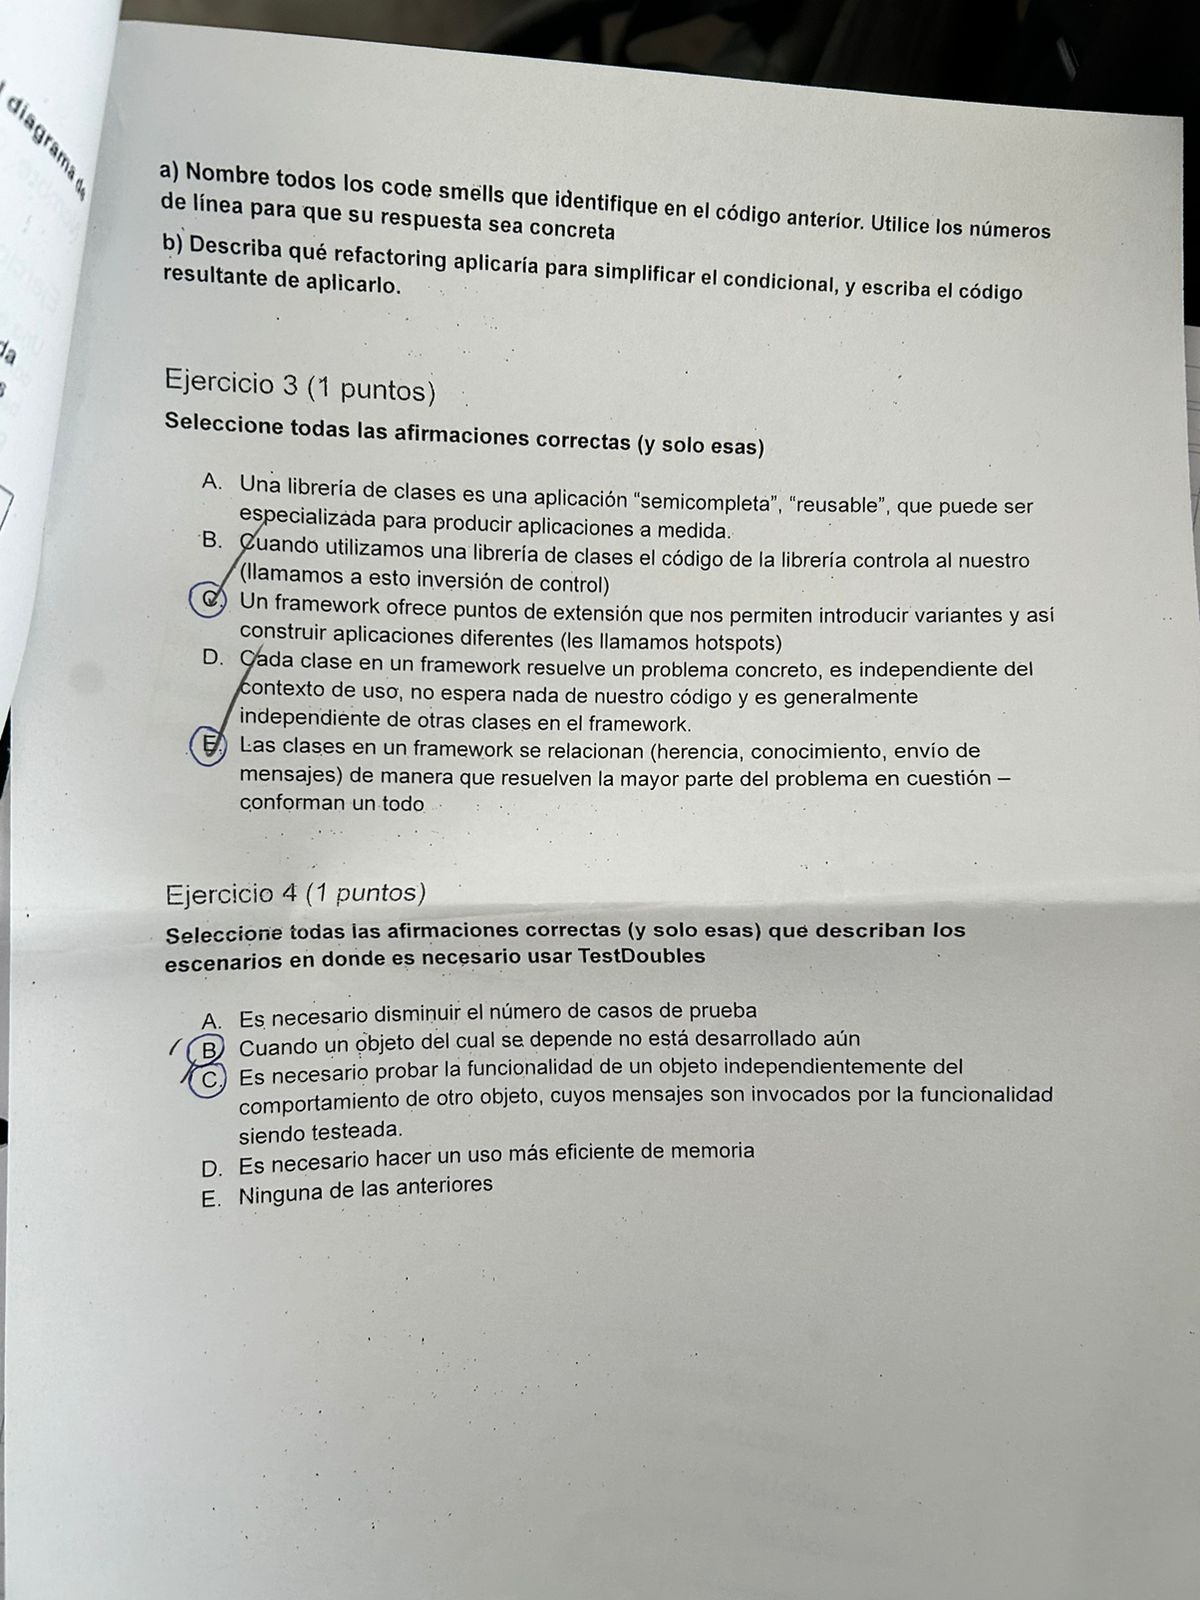 diagrama de
a) Nombre todos los code smells que identifique en el código anterior. Utilice los números
de línea para que su respuesta sea concreta
b) Describa qué refactoring aplicaría para simplificar el condicional, y escriba el código
resultante de aplicarlo.
Ejercicio 3 (1 puntos)
Seleccione todas las afirmaciones correctas (y solo esas)
A. Una librería de clases es una aplicación “semicompleta”, “reusable”, que puede ser
especializada para producir aplicaciones a medida.
B. Cuando utilizamos una librería de clases el código de la librería controla al nuestro
(llamamos a esto inversión de control)
C. Un framework ofrece puntos de extensión que nos permiten introducir variantes y así
construir aplicaciones diferentes (les llamamos hotspots)
D. Cada clase en un framework resuelve un problema concreto, es independiente del
contexto de uso, no espera nada de nuestro código y es generalmente
independiente de otras clases en el framework.
E. Las clases en un framework se relacionan (herencia, conocimiento, envío de
mensajes) de manera que resuelven la mayor parte del problema en cuestión –
conforman un todo
Ejercicio 4 (1 puntos)
Seleccione todas las afirmaciones correctas (y solo esas) que describan los
escenarios en donde es necesario usar TestDoubles
A. Es necesario disminuir el número de casos de prueba
B. Cuando un objeto del cual se depende no está desarrollado aún
C. Es necesario probar la funcionalidad de un objeto independientemente del
comportamiento de otro objeto, cuyos mensajes son invocados por la funcionalidad
siendo testeada.
D. Es necesario hacer un uso más eficiente de memoria
E. Ninguna de las anteriores